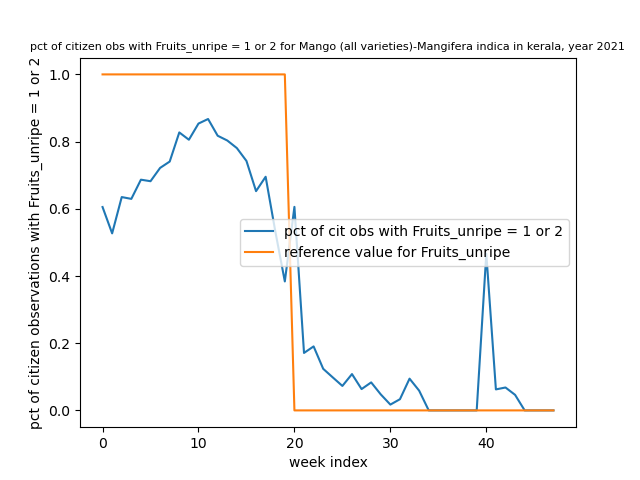 pct of citizen obs with Fruits_unripe = 1 or 2 for Mango (all varieties)-Mangifera indica in kerala, year 2021
pct of citizen observations with Fruits_unripe = 1 or 2
1.0
0.8
0.6
0.4
0.2
0.0
pct of cit obs with Fruits_unripe = 1 or 2
reference value for Fruits_unripe
0 10 20 30 40
week index